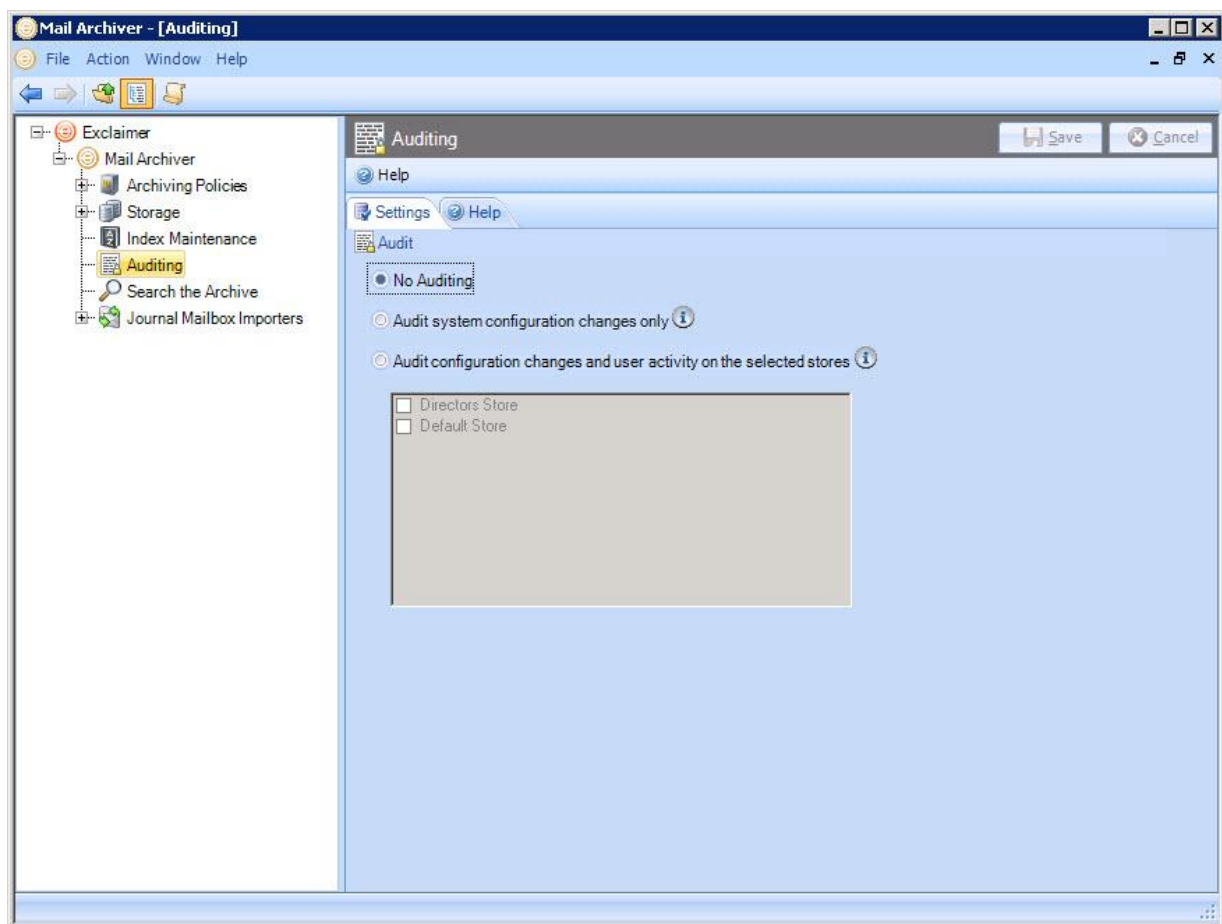 Mail Archiver - [Auditing]
File Action Window Help
Exclaimer
Mail Archiver
Archiving Policies
Storage
Index Maintenance
Auditing
Search the Archive
Journal Mailbox Importers
Auditing
Save
Cancel
Help
Settings
Help
Audit
No Auditing
Audit system configuration changes only
Audit configuration changes and user activity on the selected stores
Directors Store
Default Store